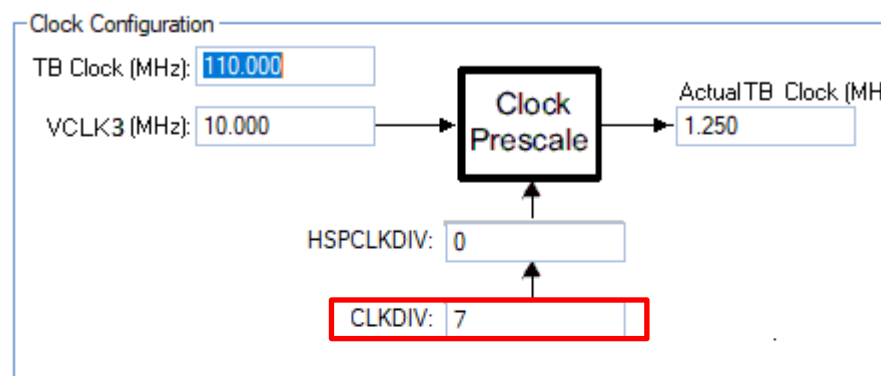 Clock Configuration
TB Clock (MHz): 110.000
Clock Prescale
ActualTB Clock (MH
VCLK3 (MHz): 10.000
1.250
HSPCLKDIV: 0
CLKDIV: 7